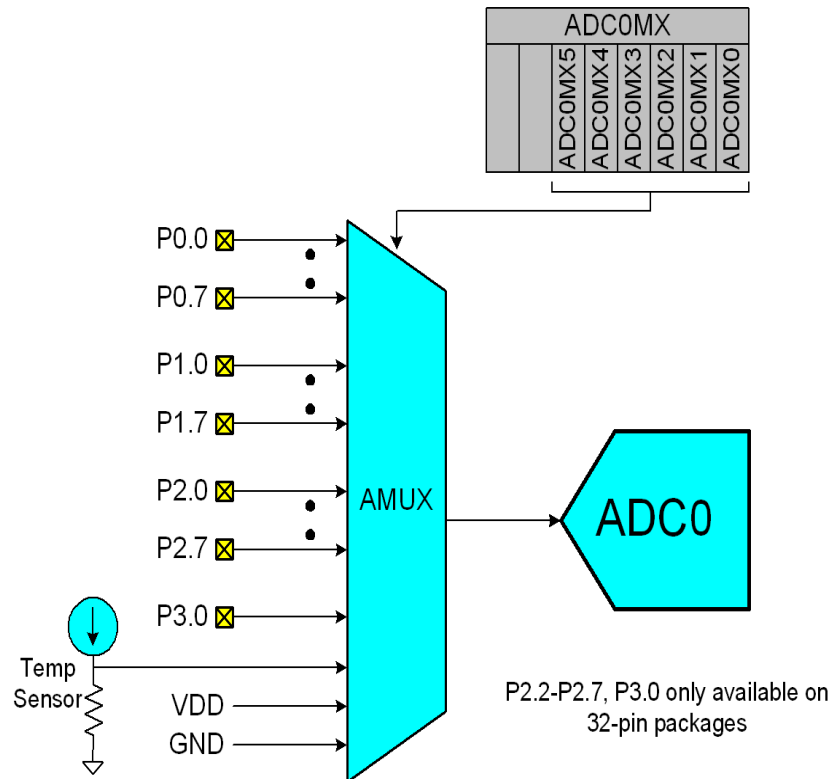 ADC0MX
ADC0MX5
ADC0MX4
ADC0MX3
ADC0MX2
ADC0MX1
ADC0MX0
P0.0
P0.7
P1.0
P1.7
P2.0
P2.7
P3.0
AMUX
ADC0
Temp
Sensor
VDD
GND
P2.2-P2.7, P3.0 only available on
32-pin packages